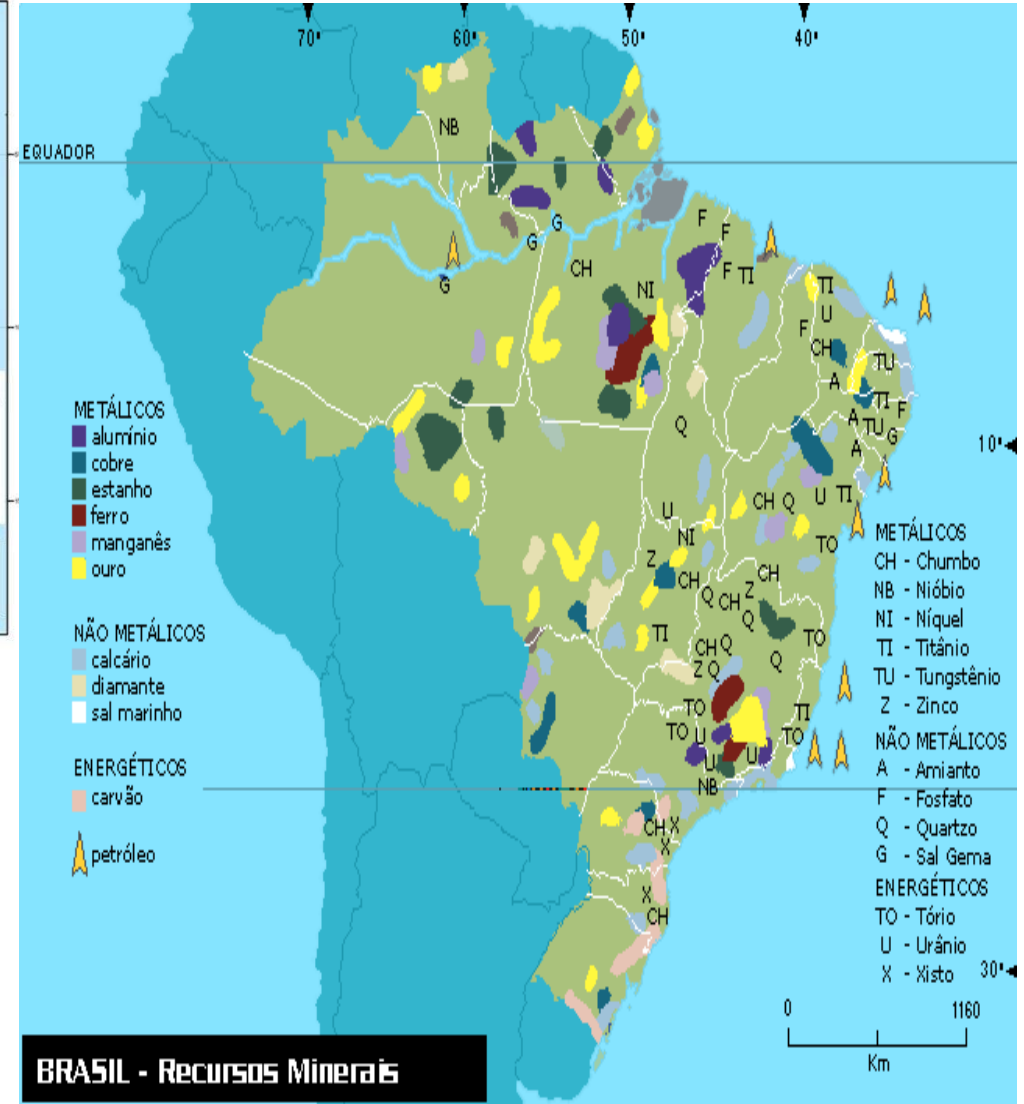 70° 60° 50° 40°
EQUADOR
10°
30°
METÁLICOS
alumínio
cobre
estanho
ferro
manganês
ouro
NÃO METÁLICOS
calcário
diamante
sal marinho
ENERGÉTICOS
carvão
petróleo
METÁLICOS
CH - Chumbo
NB - Nióbio
NI - Níquel
TI - Titânio
TU - Tungstênio
Z - Zinco
NÃO METÁLICOS
A - Amianto
F - Fosfato
Q - Quartzo
G - Sal Gema
ENERGÉTICOS
TO - Tório
U - Urânio
X - Xisto
0 1160
Km
NB
G
G
G
CH
NI
F
F
F TI
TI
U
F
CH
TU
A
TI
F
A
TU
G
A
Q
U
CH Q
U TI
TO
NI
Z
CH
CH
Q
CH
Z
Q
TI
CH Q
TO
Z Q
Q
TO
TO
U
TI
TO
U
U
NB
CH X
X
X
CH
BRASIL - Recursos Minerais